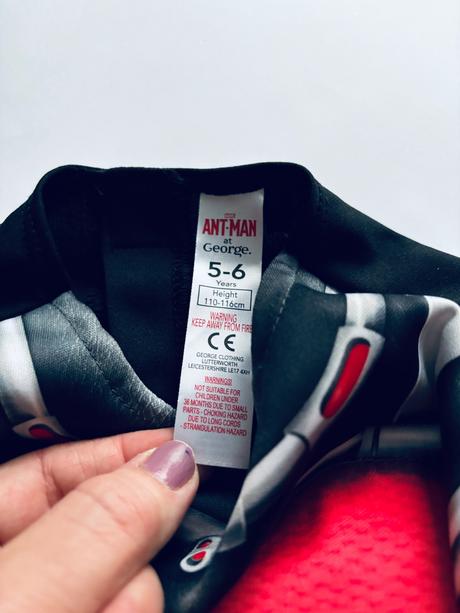 MARVEL
ANT-MAN
at
George.
5-6
Years
Height
110-116cm
WARNING
KEEP AWAY FROM FIRE
CE
GEORGE CLOTHING
LUTTERWORTH
LEICESTERSHIRE LE17 4XH
WARNINGS!
NOT SUITABLE FOR
CHILDREN UNDER
36 MONTHS DUE TO SMALL
PARTS - CHOKING HAZARD
DUE TO LONG CORDS
- STRANGULATION HAZARD